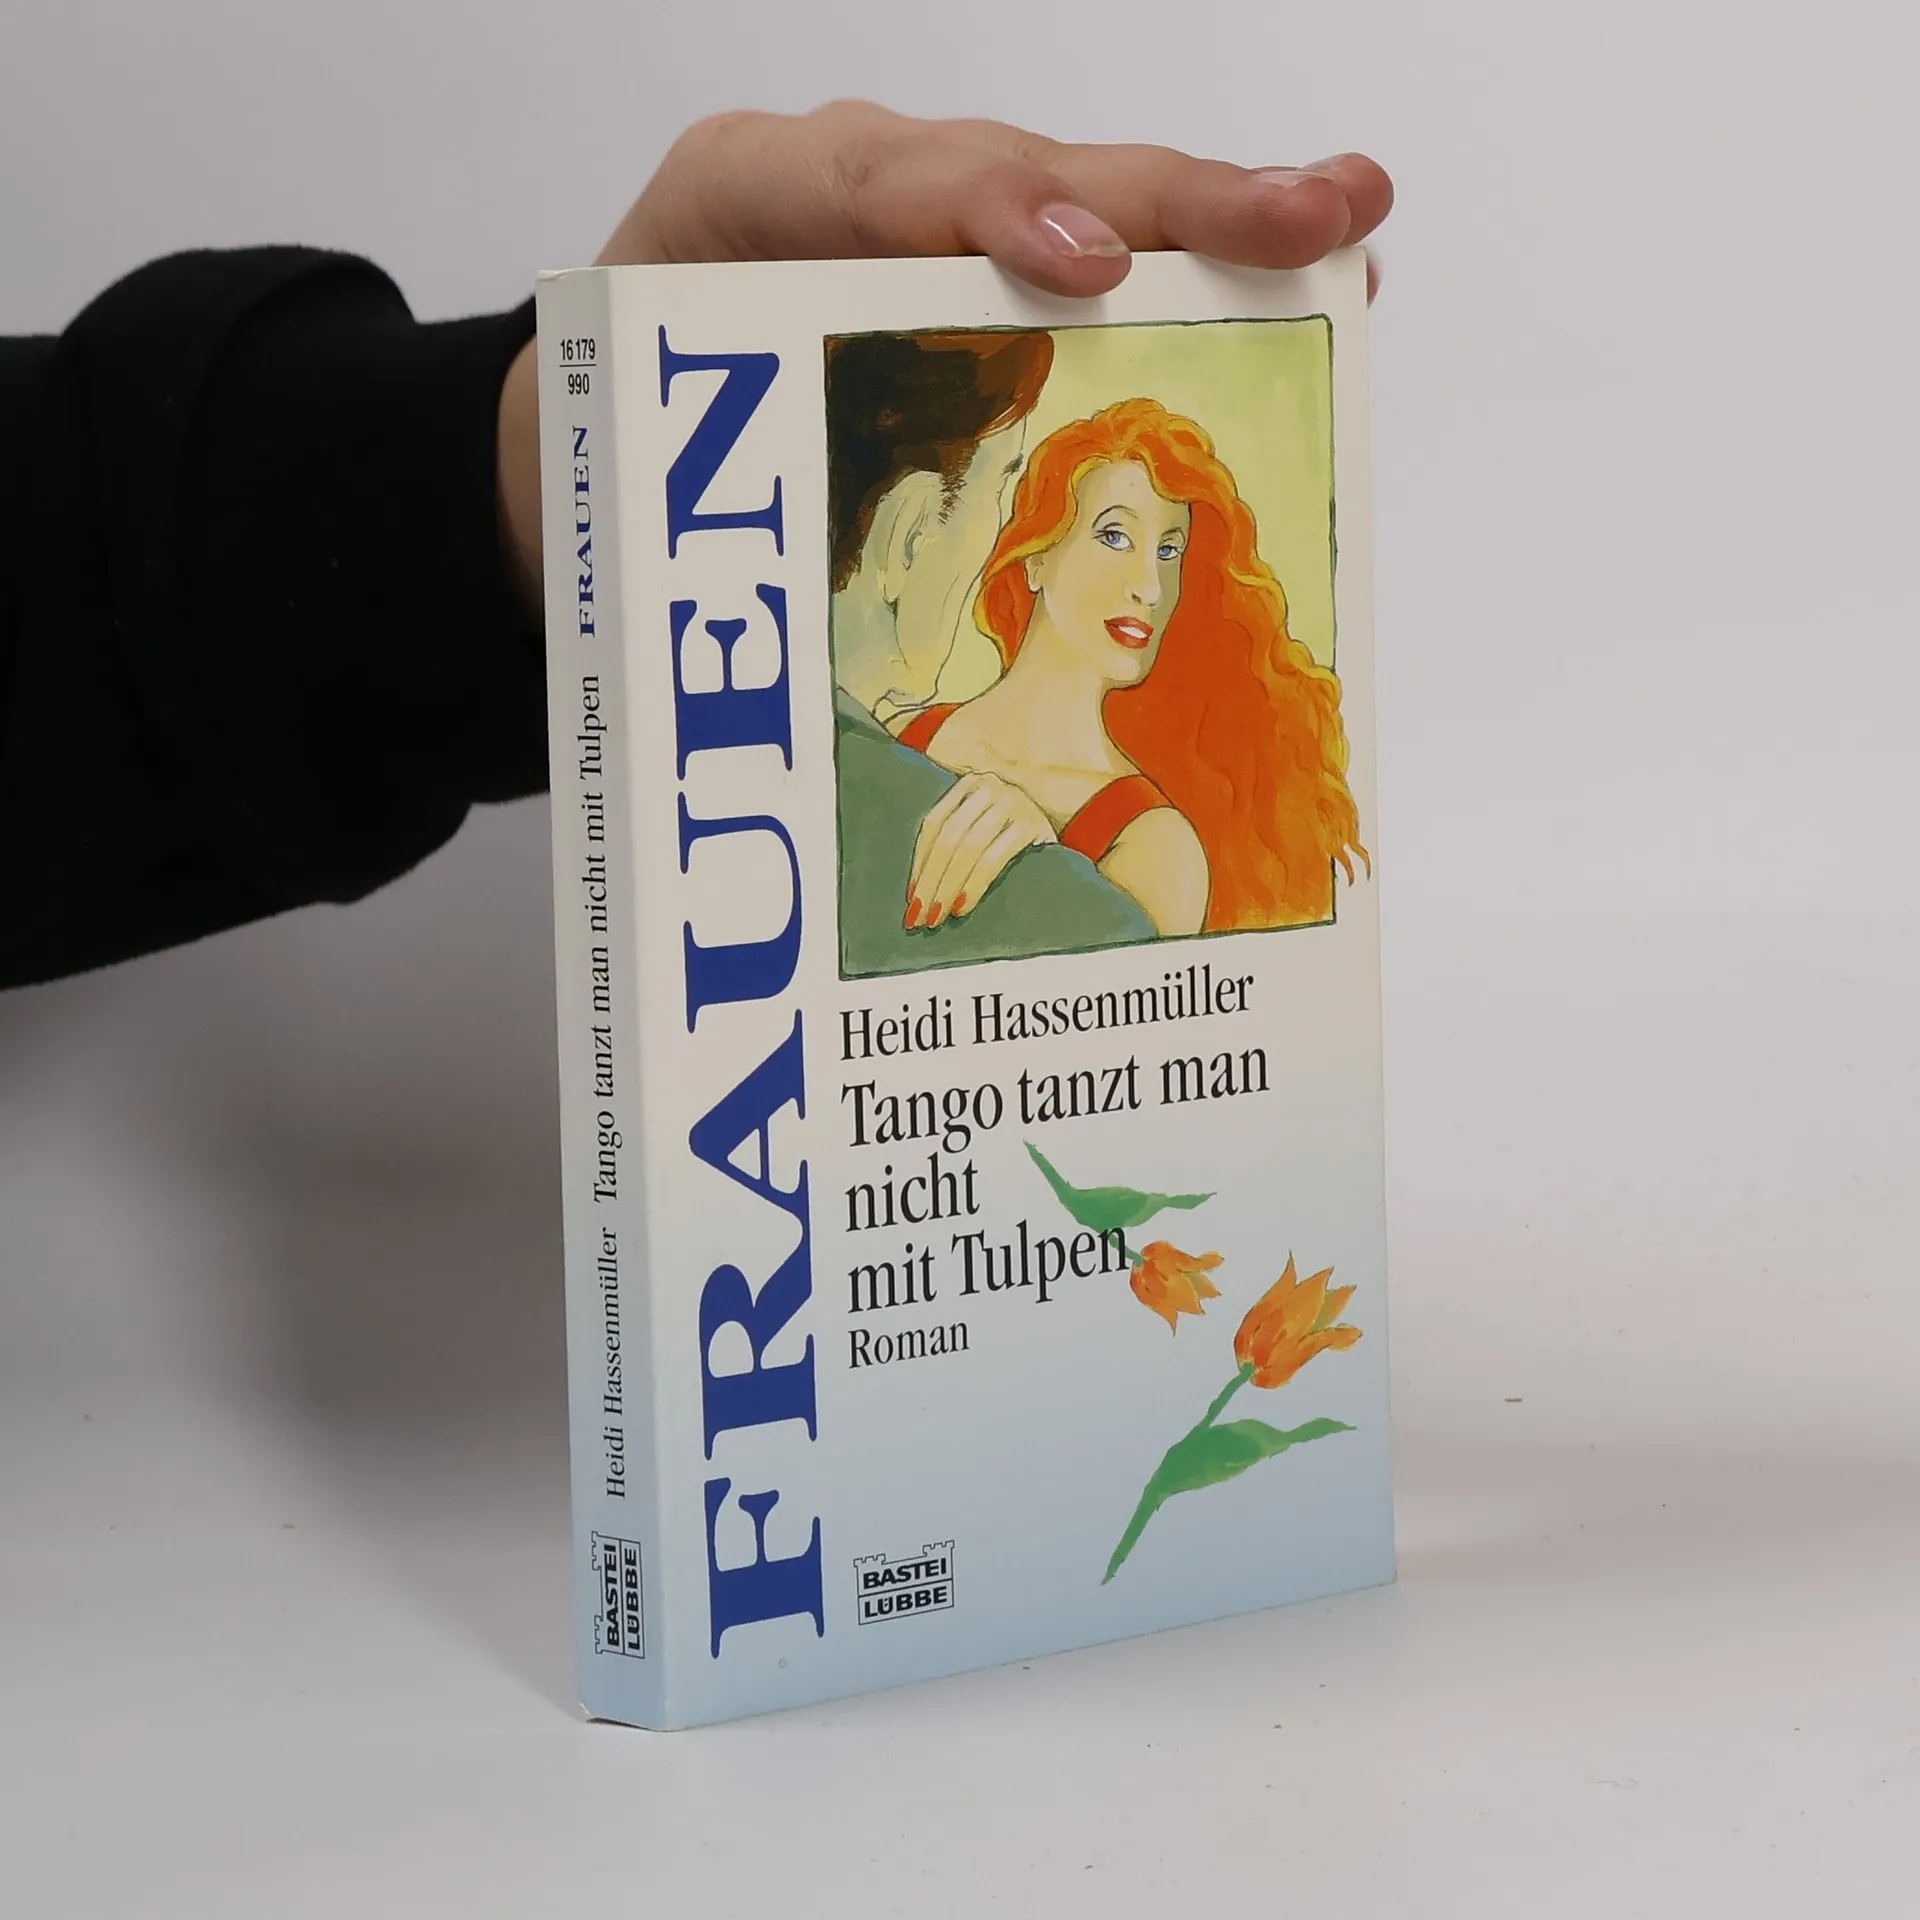 16179
990
FRAUEN
Tango tanzt man nicht mit Tulpen
Heidi Hassenmüller
BASTEI
LÜBBE
FRAUEN
Heidi Hassenmüller
Tango tanzt man
nicht
mit Tulpen
Roman
BASTEI
LÜBBE